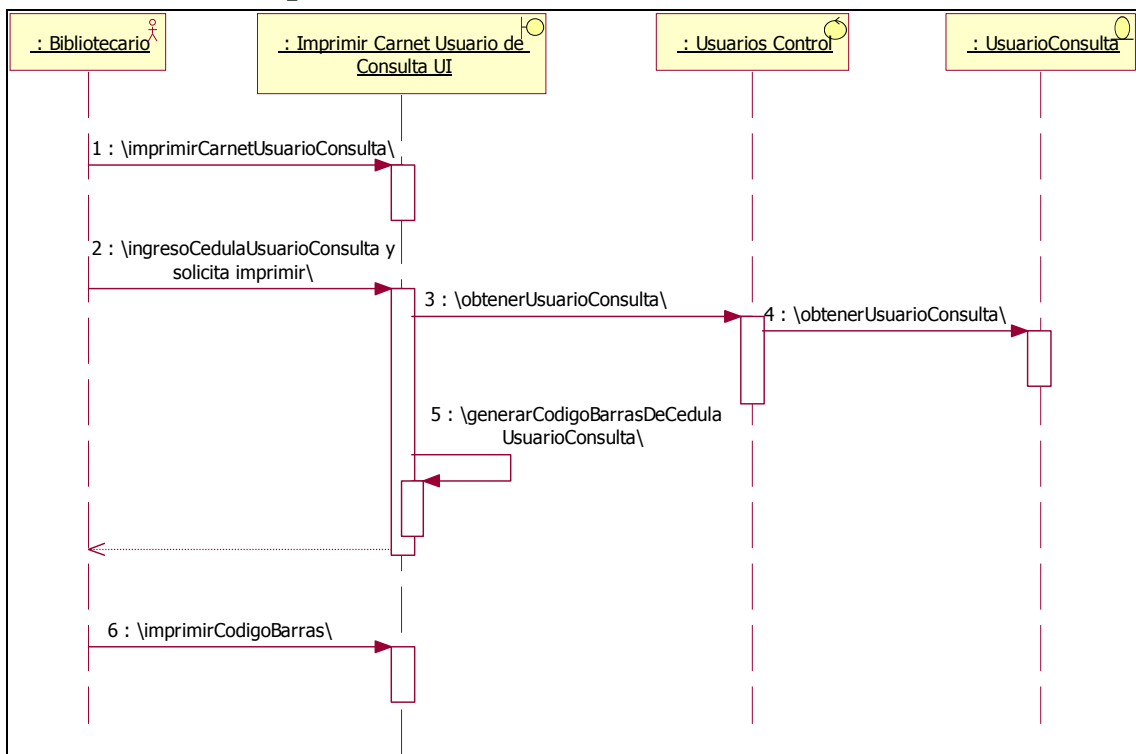 : Bibliotecario
: Imprimir Carnet Usuario de
Consulta UI
: Usuarios Control
: UsuarioConsulta
1 : \imprimirCarnetUsuarioConsulta\
2 : \ingresoCedulaUsuarioConsulta y
solicita imprimir\
3 : \obtenerUsuarioConsulta\
4 : \obtenerUsuarioConsulta\
5 : \generarCodigoBarrasDeCedula
UsuarioConsulta\
6 : \imprimirCodigoBarras\